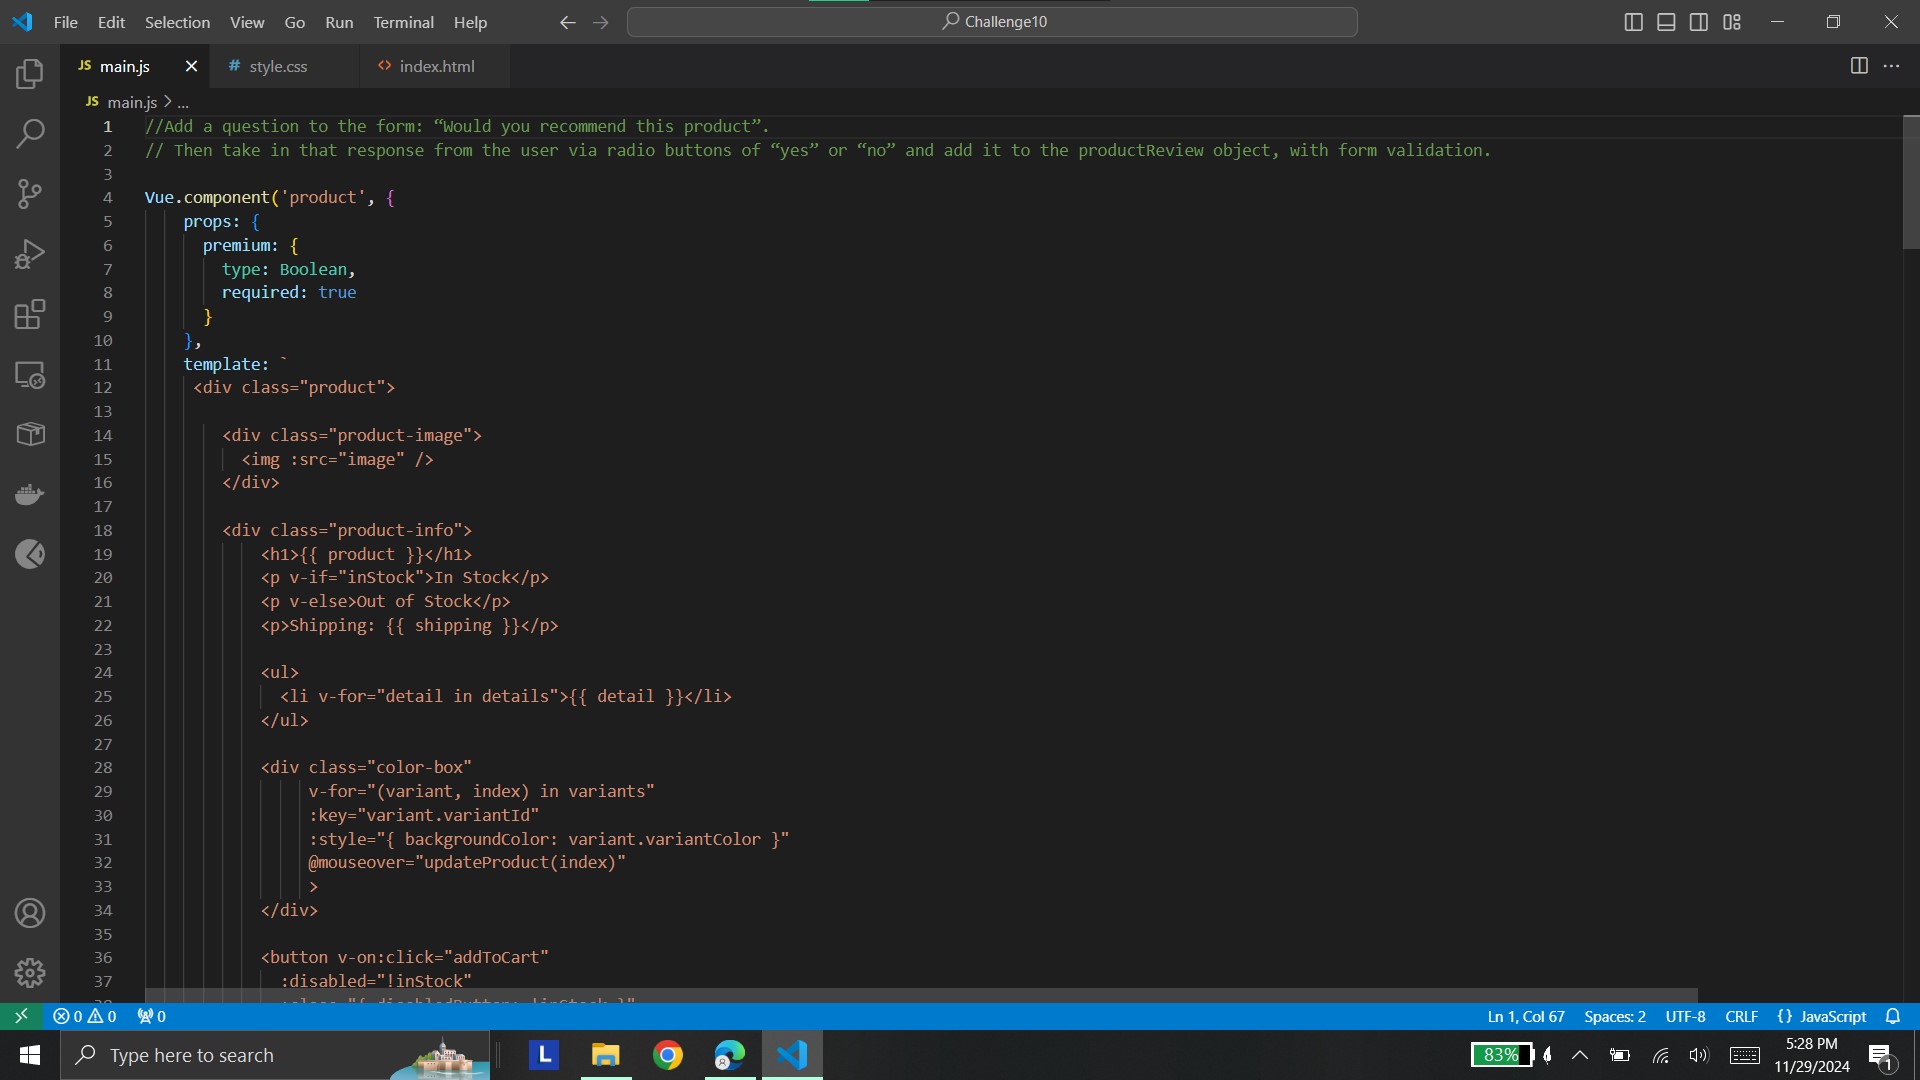 File Edit Selection View Go Run Terminal Help
Challenge10
JS main.js
# style.css
<> index.html
JS main.js > ...
1 //Add a question to the form: “Would you recommend this product”.
2 // Then take in that response from the user via radio buttons of “yes” or “no” and add it to the productReview object, with form validation.
3
4 Vue.component('product', {
5 props: {
6 premium: {
7 type: Boolean,
8 required: true
9 }
10 },
11 template: `
12 <div class="product">
13
14 <div class="product-image">
15 <img :src="image" />
16 </div>
17
18 <div class="product-info">
19 <h1>{{ product }}</h1>
20 <p v-if="inStock">In Stock</p>
21 <p v-else>Out of Stock</p>
22 <p>Shipping: {{ shipping }}</p>
23
24 <ul>
25 <li v-for="detail in details">{{ detail }}</li>
26 </ul>
27
28 <div class="color-box"
29 v-for="(variant, index) in variants"
30 :key="variant.variantId"
31 :style="{ backgroundColor: variant.variantColor }"
32 @mouseover="updateProduct(index)"
33 >
34 </div>
35
36 <button v-on:click="addToCart"
37 :disabled="!inStock"
38 :class="{ disabledButton: !inStock }"
0 0 0
Ln 1, Col 67 Spaces: 2 UTF-8 CRLF {} JavaScript
Type here to search
L
83%
5:28 PM
11/29/2024
1